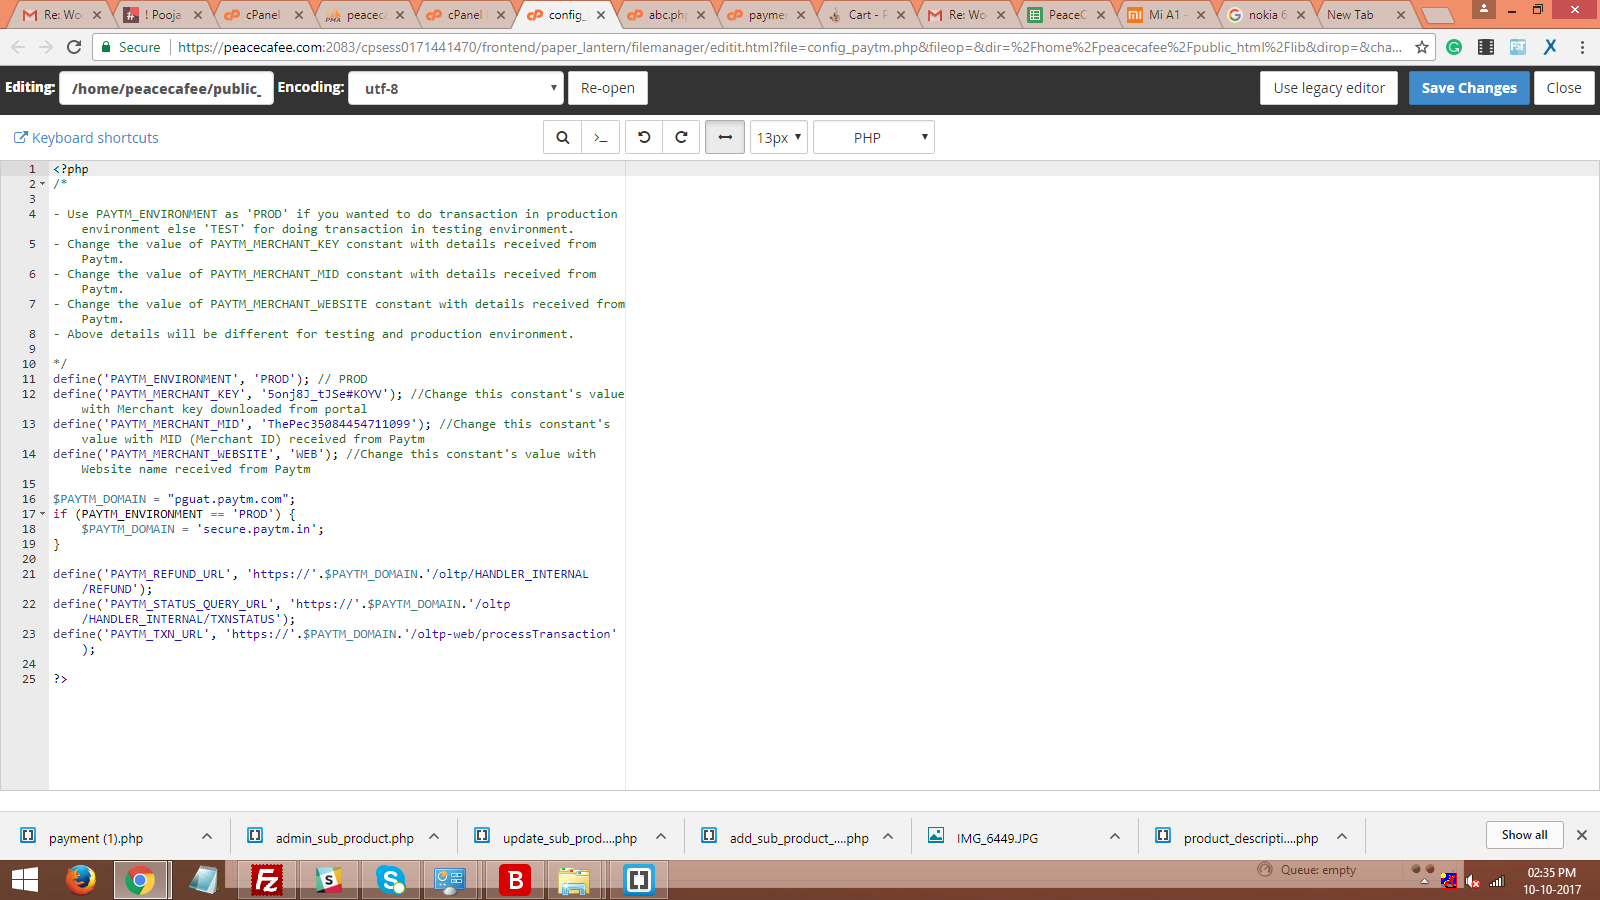 Re: Wo
! Pooja
cPanel
peacec
cPanel
config_
abc.ph
payme
Cart - P
Re: Wo
PeaceC
Mi A1 -
nokia 6
New Tab
Secure https://peacecafee.com:2083/cpsess0171441470/frontend/paper_lantern/filemanager/editit.html?file=config_paytm.php&fileop=&dir=%2Fhome%2Fpeacecafee%2Fpublic_html%2Flib&dirop=&cha...
Editing: /home/peacecafee/public_ Encoding: utf-8 Re-open Use legacy editor Save Changes Close
Keyboard shortcuts >_ 13px PHP
1 <?php
2 /*
3
4 - Use PAYTM_ENVIRONMENT as 'PROD' if you wanted to do transaction in production
environment else 'TEST' for doing transaction in testing environment.
5 - Change the value of PAYTM_MERCHANT_KEY constant with details received from
Paytm.
6 - Change the value of PAYTM_MERCHANT_MID constant with details received from
Paytm.
7 - Change the value of PAYTM_MERCHANT_WEBSITE constant with details received from
Paytm.
8 - Above details will be different for testing and production environment.
9
10 */
11 define('PAYTM_ENVIRONMENT', 'PROD'); // PROD
12 define('PAYTM_MERCHANT_KEY', '5onj8J_tJSe#KOYV'); //Change this constant's value
with Merchant key downloaded from portal
13 define('PAYTM_MERCHANT_MID', 'ThePec35084454711099'); //Change this constant's
value with MID (Merchant ID) received from Paytm
14 define('PAYTM_MERCHANT_WEBSITE', 'WEB'); //Change this constant's value with
Website name received from Paytm
15
16 $PAYTM_DOMAIN = "pguat.paytm.com";
17 if (PAYTM_ENVIRONMENT == 'PROD') {
18 $PAYTM_DOMAIN = 'secure.paytm.in';
19 }
20
21 define('PAYTM_REFUND_URL', 'https://'.$PAYTM_DOMAIN.'/oltp/HANDLER_INTERNAL
/REFUND');
22 define('PAYTM_STATUS_QUERY_URL', 'https://'.$PAYTM_DOMAIN.'/oltp
/HANDLER_INTERNAL/TXNSTATUS');
23 define('PAYTM_TXN_URL', 'https://'.$PAYTM_DOMAIN.'/oltp-web/processTransaction'
);
24
25 ?>
payment (1).php
admin_sub_product.php
update_sub_prod....php
add_sub_product_....php
IMG_6449.JPG
product_descripti....php
Show all
Queue: empty
02:35 PM
10-10-2017